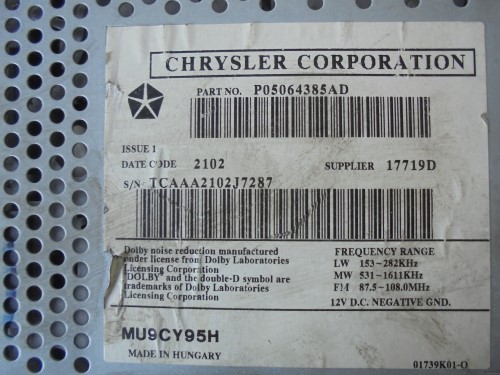 CHRYSLER CORPORATION
PART NO. P05064385AD
ISSUE 1
DATE CODE 2102 SUPPLIER 17719D
S/N TCAAA2102J7287
Dolby noise reduction manufactured
under license from Dolby Laboratories
Licensing Corporation
"DOLBY" and the double-D symbol are
trademarks of Dolby Laboratories
Licensing Corporation
FREQUENCY RANGE
LW 153-282KHz
MW 531-1611KHz
FM 87.5-108.0MHz
12V D.C. NEGATIVE GND.
MU9CY95H
MADE IN HUNGARY
01739K01-O